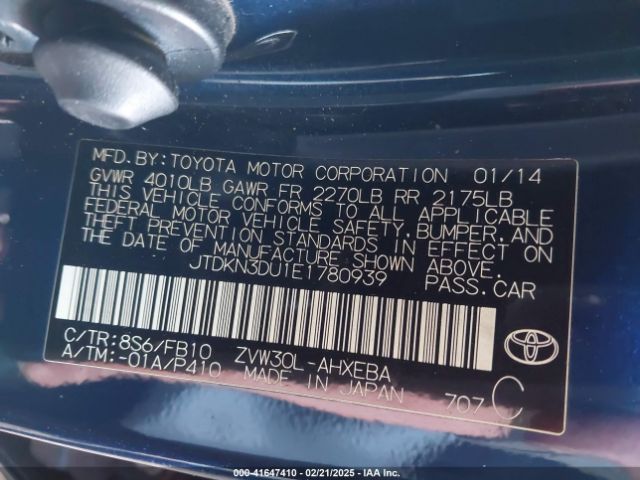 MFD. BY: TOYOTA MOTOR CORPORATION 01/14
GVWR 4010LB GAWR FR 2270LB RR 2175LB
THIS VEHICLE CONFORMS TO ALL APPLICABLE
FEDERAL MOTOR VEHICLE SAFETY, BUMPER, AND
THEFT PREVENTION STANDARDS IN EFFECT ON
THE DATE OF MANUFACTURE SHOWN ABOVE.
JTDKN3DU1E1780939 PASS.CAR
C/TR:8S6/FB10 ZVW30L-AHXEBA
A/TM:-01A/P410 MADE IN JAPAN 707 C
TOYOTA
000-41647410 - 02/21/2025 - IAA Inc.